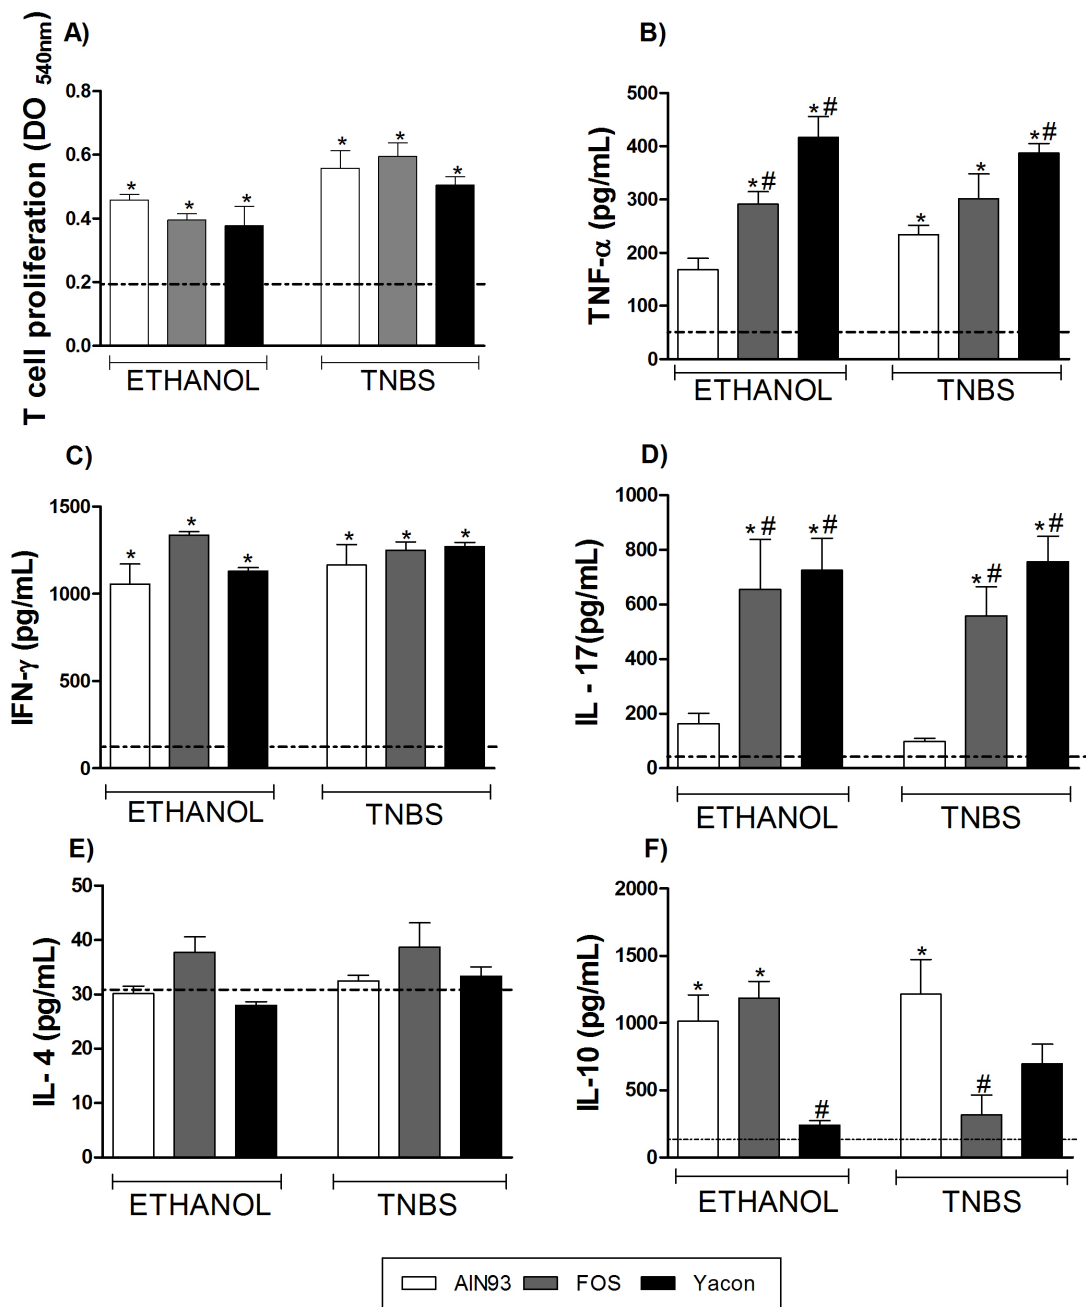 A)
T cell proliferation (DO 540nm)
0.8
0.6
0.4
0.2
0.0
* * * * * *
ETHANOL TNBS
B)
TNF-α (pg/mL)
500
400
300
200
100
0
*# *# * * *#
ETHANOL TNBS
C)
IFN-γ (pg/mL)
1500
1000
500
0
* * * * * *
ETHANOL TNBS
D)
IL - 17(pg/mL)
1000
800
600
400
200
0
*# *# *# *#
ETHANOL TNBS
E)
IL- 4 (pg/mL)
50
40
30
20
10
0
ETHANOL TNBS
F)
IL-10 (pg/mL)
2000
1500
1000
500
0
* * # * #
ETHANOL TNBS
AIN93 FOS Yacon